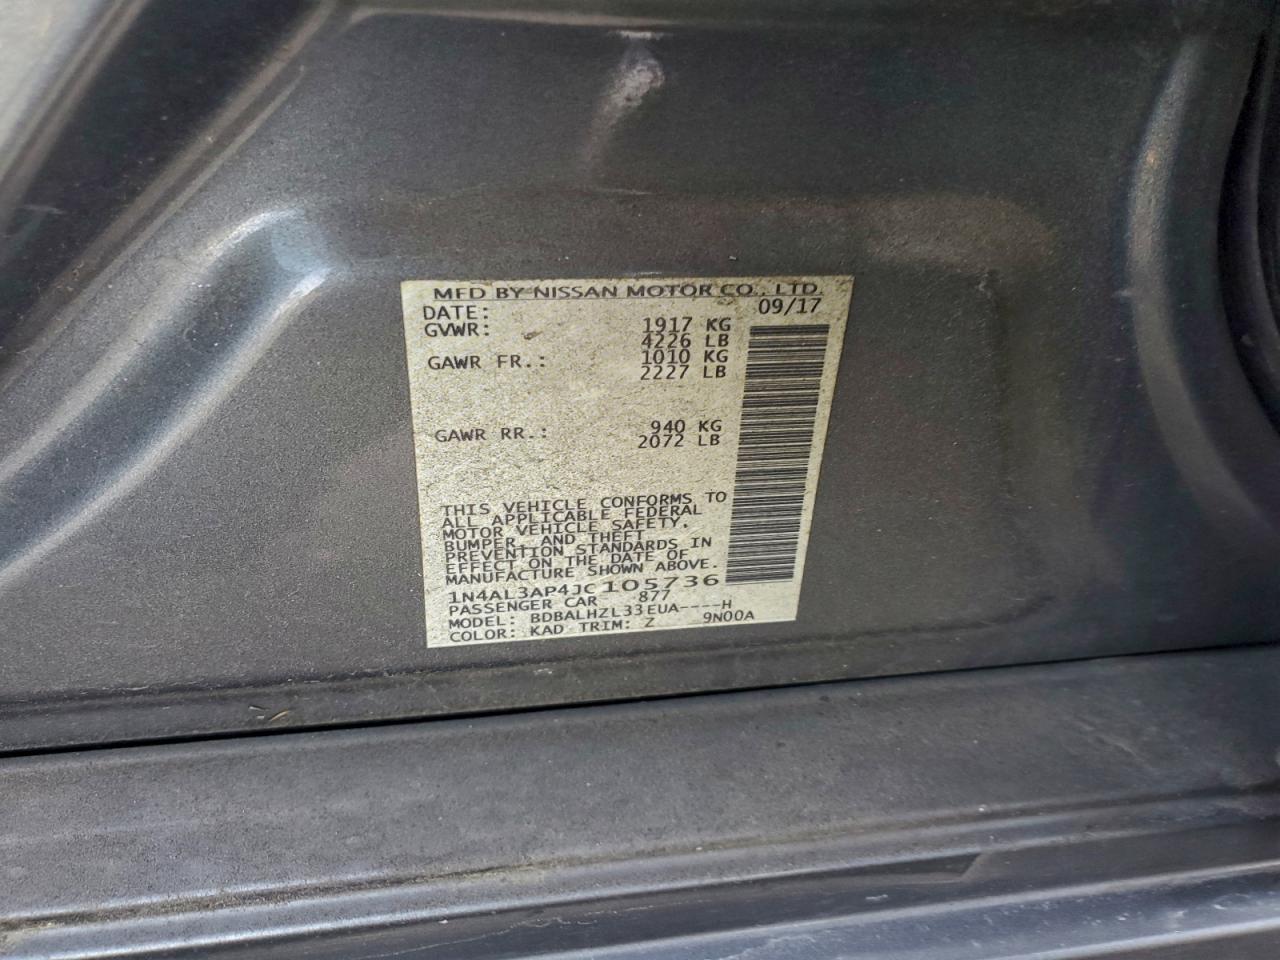 MFD BY NISSAN MOTOR CO., LTD.
DATE: 09/17
GVWR: 1917 KG
4226 LB
GAWR FR.: 1010 KG
2227 LB
GAWR RR.: 940 KG
2072 LB
THIS VEHICLE CONFORMS TO
ALL APPLICABLE FEDERAL
MOTOR VEHICLE SAFETY,
BUMPER, AND THEFT
PREVENTION STANDARDS IN
EFFECT ON THE DATE OF
MANUFACTURE SHOWN ABOVE.
1N4AL3AP4JC105736
PASSENGER CAR 877
MODEL: BDBALHZL33EUA----H
COLOR: KAD TRIM: Z 9N00A